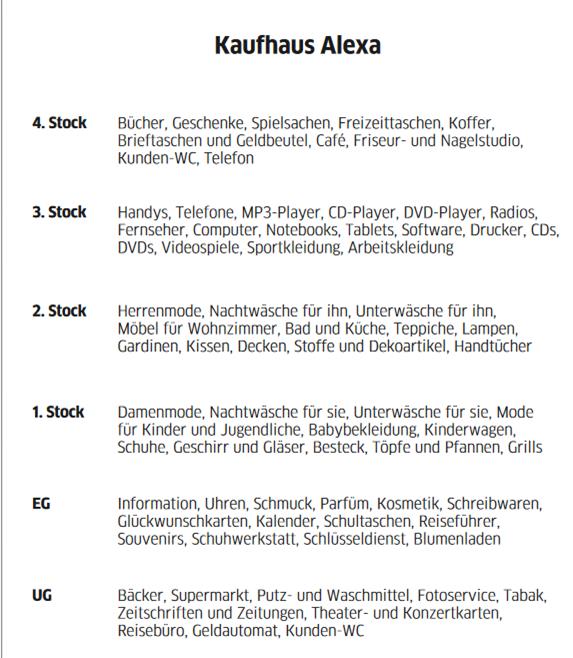 Kaufhaus Alexa
4. Stock Bücher, Geschenke, Spielsachen, Freizeittaschen, Koffer,
Brieftaschen und Geldbeutel, Café, Friseur- und Nagelstudio,
Kunden-WC, Telefon
3. Stock Handys, Telefone, MP3-Player, CD-Player, DVD-Player, Radios,
Fernseher, Computer, Notebooks, Tablets, Software, Drucker, CDs,
DVDs, Videospiele, Sportkleidung, Arbeitskleidung
2. Stock Herrenmode, Nachtwäsche für ihn, Unterwäsche für ihn,
Möbel für Wohnzimmer, Bad und Küche, Teppiche, Lampen,
Gardinen, Kissen, Decken, Stoffe und Dekoartikel, Handtücher
1. Stock Damenmode, Nachtwäsche für sie, Unterwäsche für sie, Mode
für Kinder und Jugendliche, Babybekleidung, Kinderwagen,
Schuhe, Geschirr und Gläser, Besteck, Töpfe und Pfannen, Grills
EG Information, Uhren, Schmuck, Parfüm, Kosmetik, Schreibwaren,
Glückwunschkarten, Kalender, Schultaschen, Reiseführer,
Souvenirs, Schuhwerkstatt, Schlüsseldienst, Blumenladen
UG Bäcker, Supermarkt, Putz- und Waschmittel, Fotoservice, Tabak,
Zeitschriften und Zeitungen, Theater- und Konzertkarten,
Reisebüro, Geldautomat, Kunden-WC